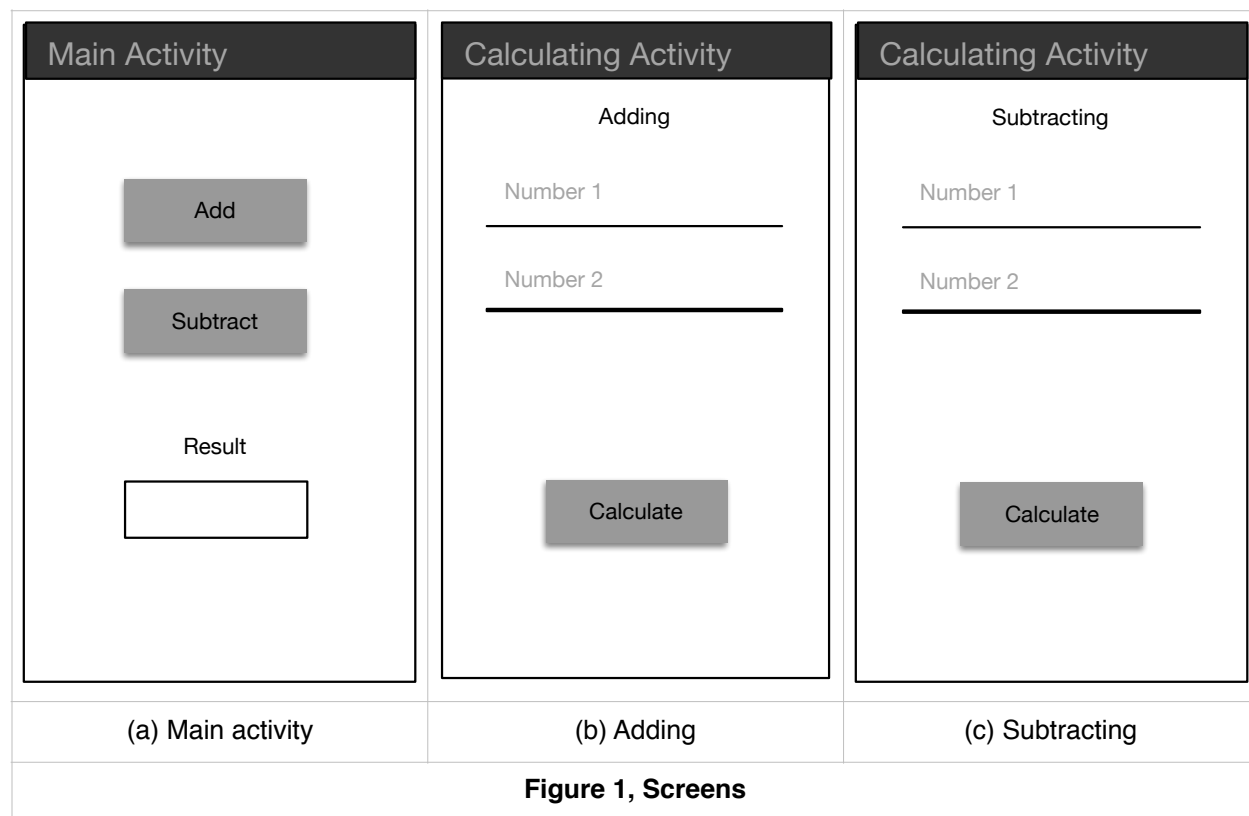 Main Activity
Add
Subtract
Result
(a) Main activity
Calculating Activity
Adding
Number 1
Number 2
Calculate
(b) Adding
Calculating Activity
Subtracting
Number 1
Number 2
Calculate
(c) Subtracting
Figure 1, Screens